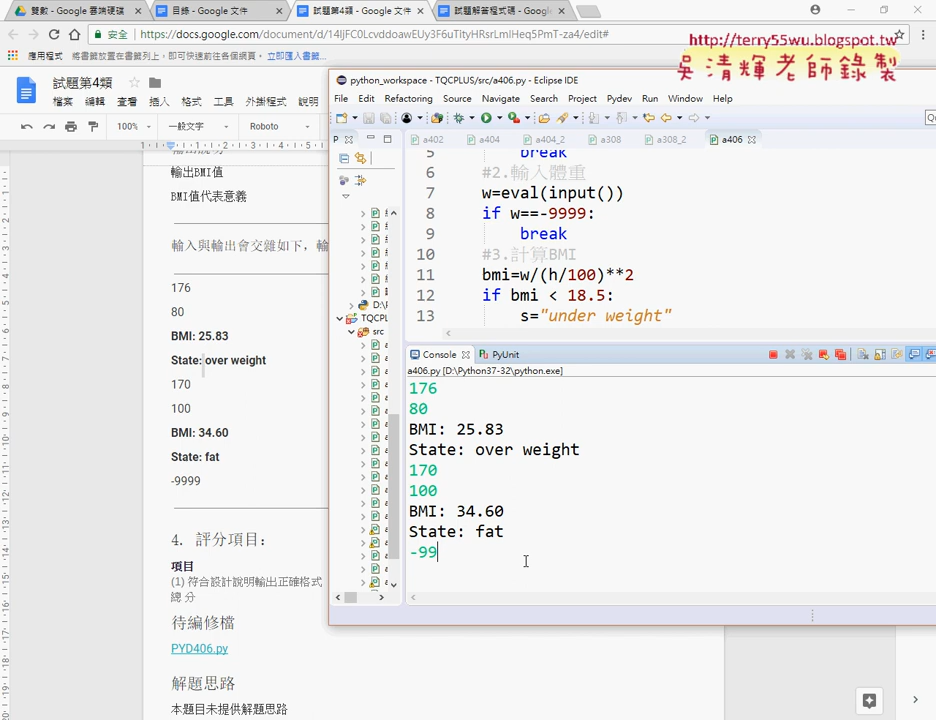 雙數 - Google 雲端硬碟
目錄 - Google 文件
試題第4類 - Google 文件
試題解答程式碼 - Google
安全 | https://docs.google.com/document/d/14IjFC0LcvddoawEUy3F6uTityHRsrLmlHeq5PmT-za4/edit#
http://terry55wu.blogspot.tw
吳清輝老師錄製
應用程式 將書籤放置在書籤列上，即可快速前往各個網頁。 立即匯入書籤...
試題第4類
檔案 編輯 查看 插入 格式 工具 外掛程式 說明
100% 一般文字 Roboto
輸出BMI值
BMI值代表意義
輸入與輸出會交雜如下，輸
176
80
BMI: 25.83
State: over weight
170
100
BMI: 34.60
State: fat
-9999
4. 評分項目:
項目
(1) 符合設計說明輸出正確格式
總 分
待編修檔
PYD406.py
解題思路
本題目未提供解題思路
python_workspace - TQCPLUS/src/a406.py - Eclipse IDE
File Edit Refactoring Source Navigate Search Project Pydev Run Window Help
P
a402 a404 a404_2 a308 a308_2 a406
5 break
6 #2.輸入體重
7 w=eval(input())
8 if w==-9999:
9 break
10 #3.計算BMI
11 bmi=w/(h/100)**2
12 if bmi < 18.5:
13 s="under weight"
TQCPL
src
Console PyUnit
a406.py [D:\Python37-32\python.exe]
176
80
BMI: 25.83
State: over weight
170
100
BMI: 34.60
State: fat
-99